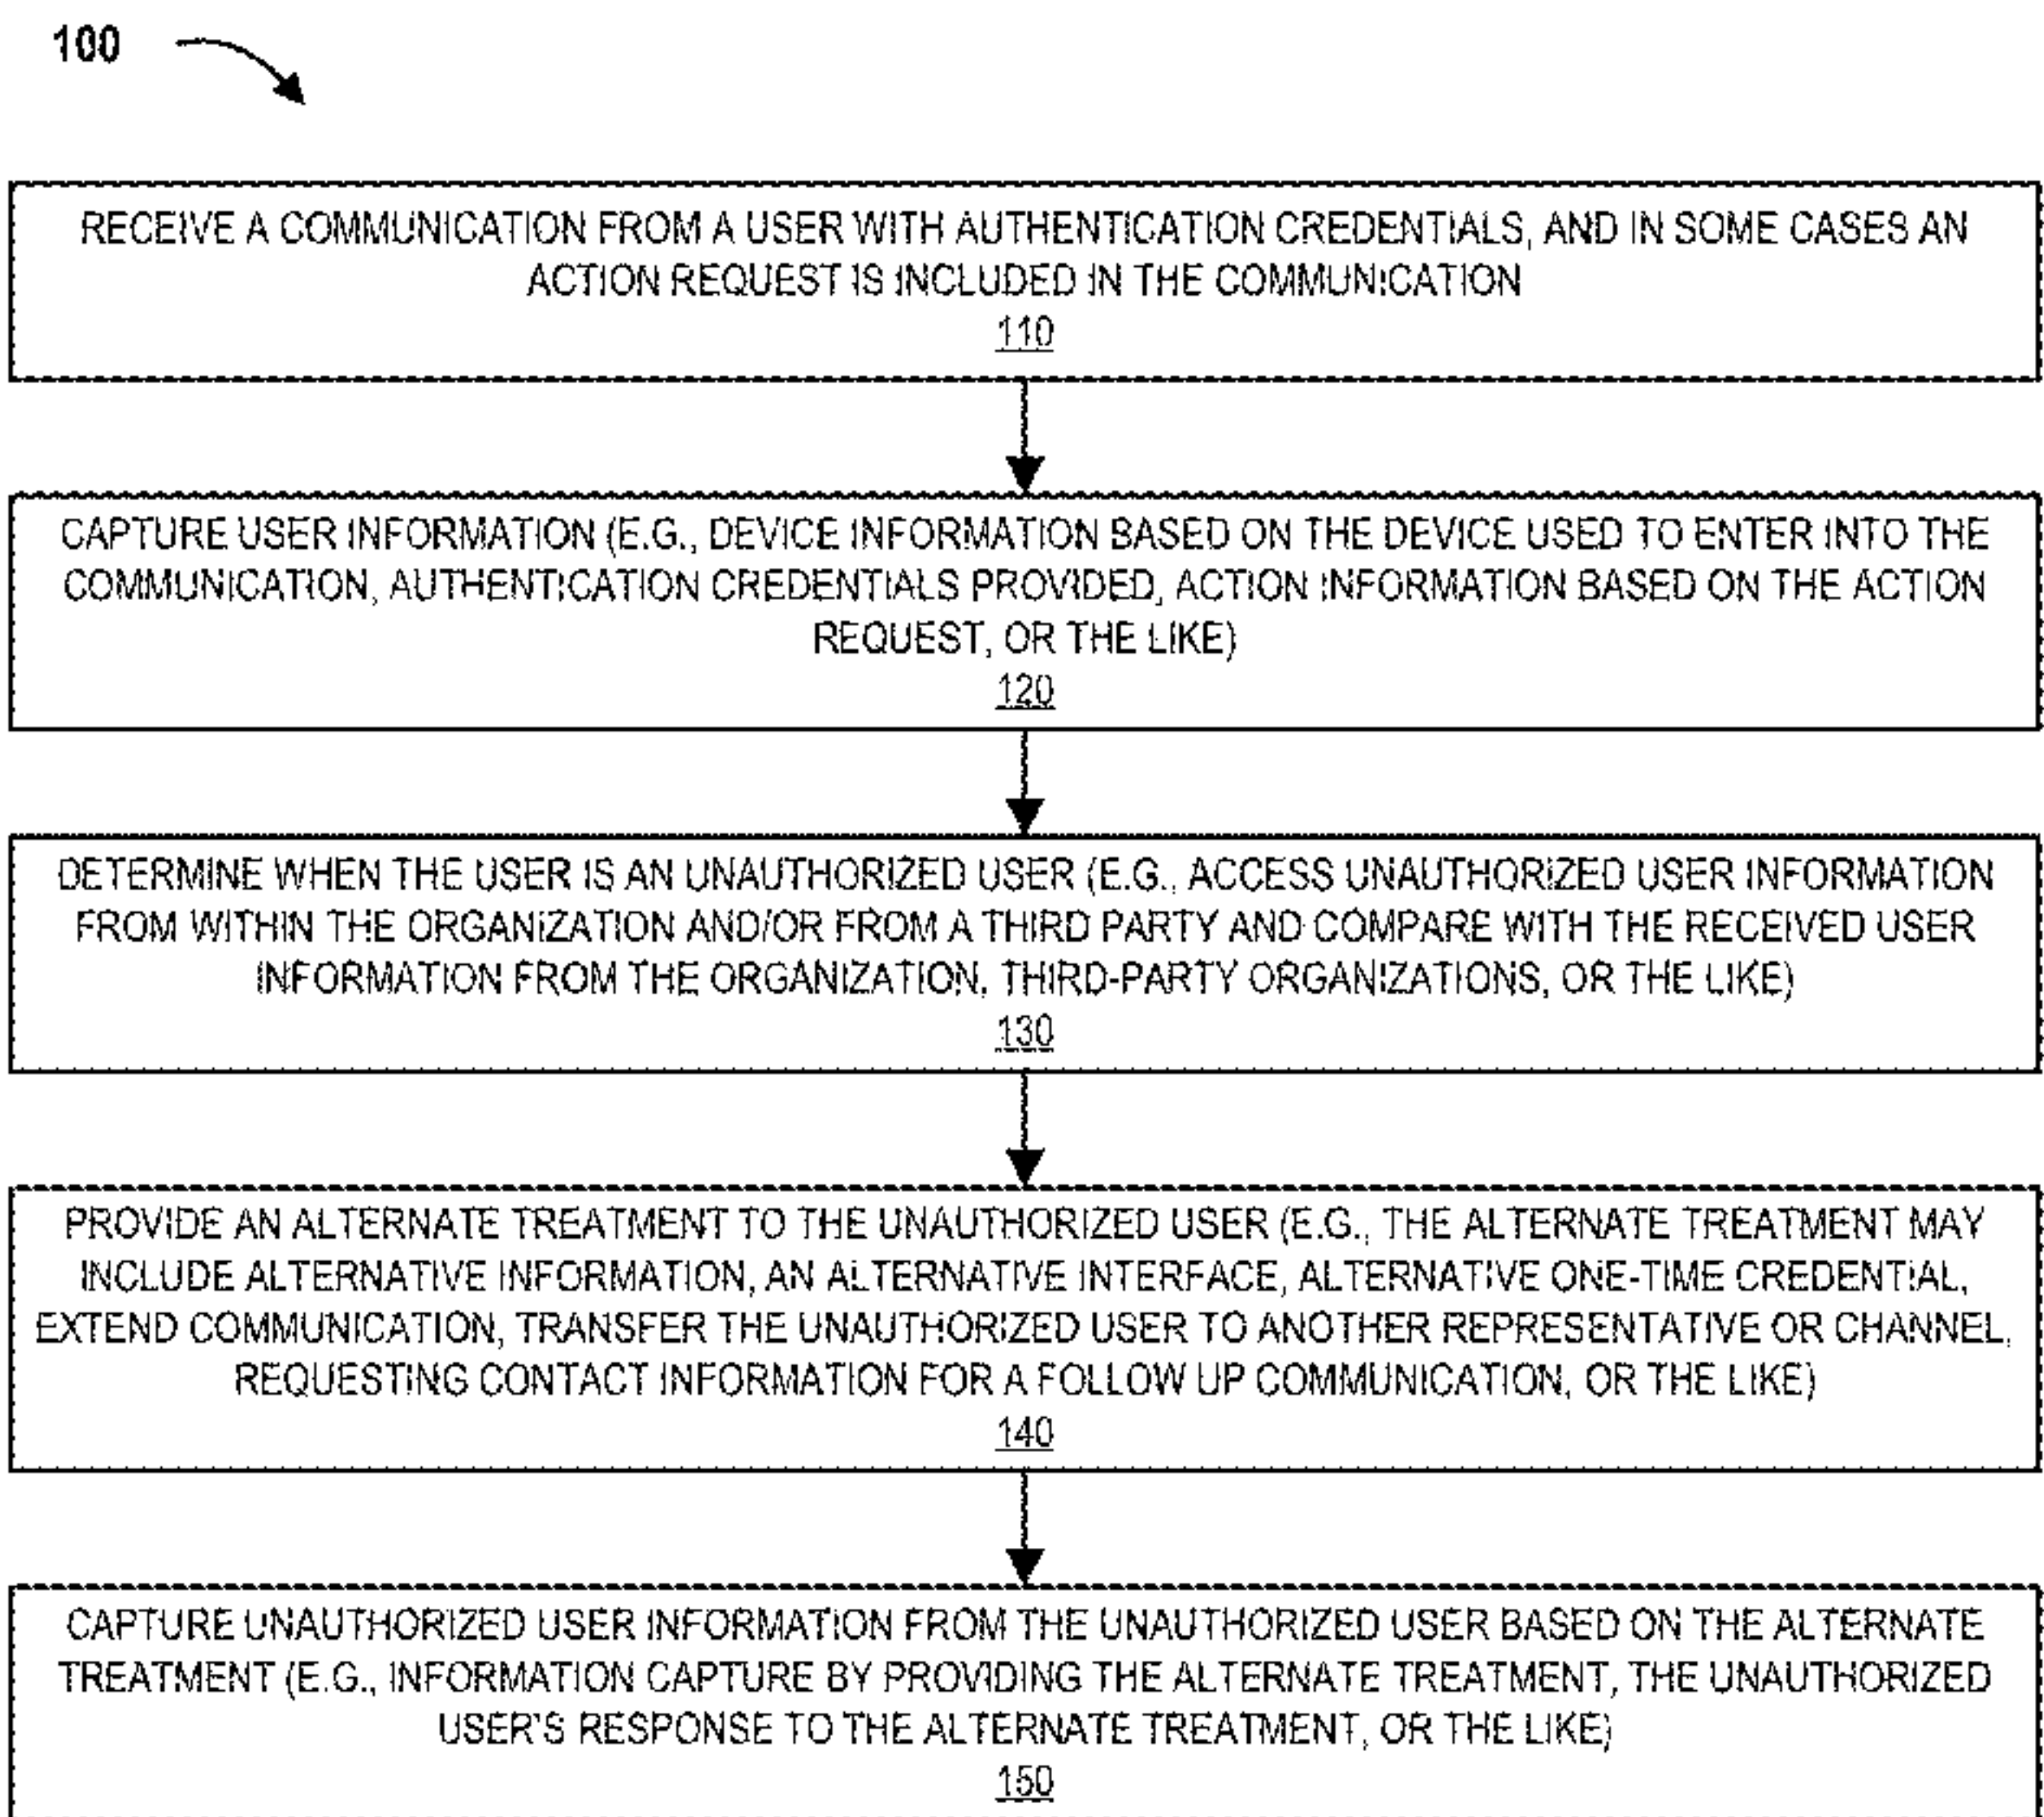 100
RECEIVE A COMMUNICATION FROM A USER WITH AUTHENTICATION CREDENTIALS, AND IN SOME CASES AN
ACTION REQUEST IS INCLUDED IN THE COMMUNICATION
110
CAPTURE USER INFORMATION (E.G., DEVICE INFORMATION BASED ON THE DEVICE USED TO ENTER INTO THE
COMMUNICATION, AUTHENTICATION CREDENTIALS PROVIDED, ACTION INFORMATION BASED ON THE ACTION
REQUEST, OR THE LIKE)
120
DETERMINE WHEN THE USER IS AN UNAUTHORIZED USER (E.G., ACCESS UNAUTHORIZED USER INFORMATION
FROM WITHIN THE ORGANIZATION AND/OR FROM A THIRD PARTY AND COMPARE WITH THE RECEIVED USER
INFORMATION FROM THE ORGANIZATION, THIRD-PARTY ORGANIZATIONS, OR THE LIKE)
130
PROVIDE AN ALTERNATE TREATMENT TO THE UNAUTHORIZED USER (E.G., THE ALTERNATE TREATMENT MAY
INCLUDE ALTERNATIVE INFORMATION, AN ALTERNATIVE INTERFACE, ALTERNATIVE ONE-TIME CREDENTIAL,
EXTEND COMMUNICATION, TRANSFER THE UNAUTHORIZED USER TO ANOTHER REPRESENTATIVE OR CHANNEL,
REQUESTING CONTACT INFORMATION FOR A FOLLOW UP COMMUNICATION, OR THE LIKE)
140
CAPTURE UNAUTHORIZED USER INFORMATION FROM THE UNAUTHORIZED USER BASED ON THE ALTERNATE
TREATMENT (E.G., INFORMATION CAPTURE BY PROVIDING THE ALTERNATE TREATMENT, THE UNAUTHORIZED
USER'S RESPONSE TO THE ALTERNATE TREATMENT, OR THE LIKE)
150